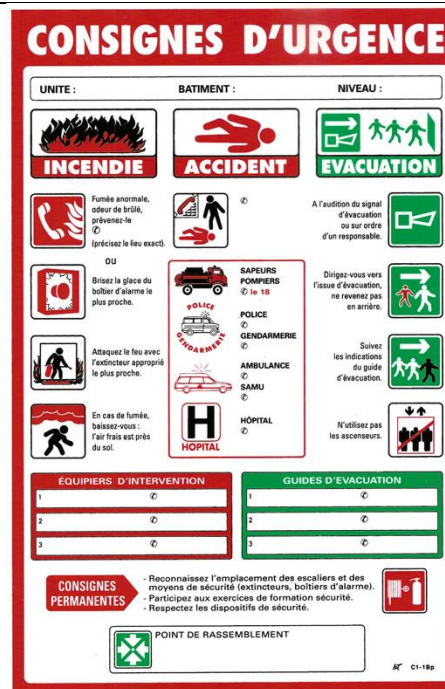 CONSIGNES D'URGENCE
UNITE :
BATIMENT :
NIVEAU :
INCENDIE
ACCIDENT
EVACUATION
Fumée anormale,
odeur de brûlé,
prévenez-le
✆
(précisez le lieu exact).
OU
Brisez la glace du
boîtier d'alarme le
plus proche.
Attaquez le feu avec
l'extincteur approprié
le plus proche.
En cas de fumée,
baissez-vous :
l'air frais est près
du sol.
✆
SAPEURS
POMPIERS
✆ le 18
POLICE
GENDARMERIE
POLICE
✆
GENDARMERIE
✆
AMBULANCE
✆
SAMU
✆
H
HOPITAL
HÔPITAL
✆
A l'audition du signal
d'évacuation
ou sur ordre
d'un responsable.
Dirigez-vous vers
l'issue d'évacuation,
ne revenez pas
en arrière.
Suivez
les indications
du guide
d'évacuation.
N'utilisez pas
les ascenseurs.
ÉQUIPIERS D'INTERVENTION
1 ✆
2 ✆
3 ✆
GUIDES D'EVACUATION
1 ✆
2 ✆
3 ✆
CONSIGNES
PERMANENTES
- Reconnaissez l'emplacement des escaliers et des
moyens de sécurité (extincteurs, boîtiers d'alarme).
- Participez aux exercices de formation sécurité.
- Respectez les dispositifs de sécurité.
POINT DE RASSEMBLEMENT
C1-1Bp